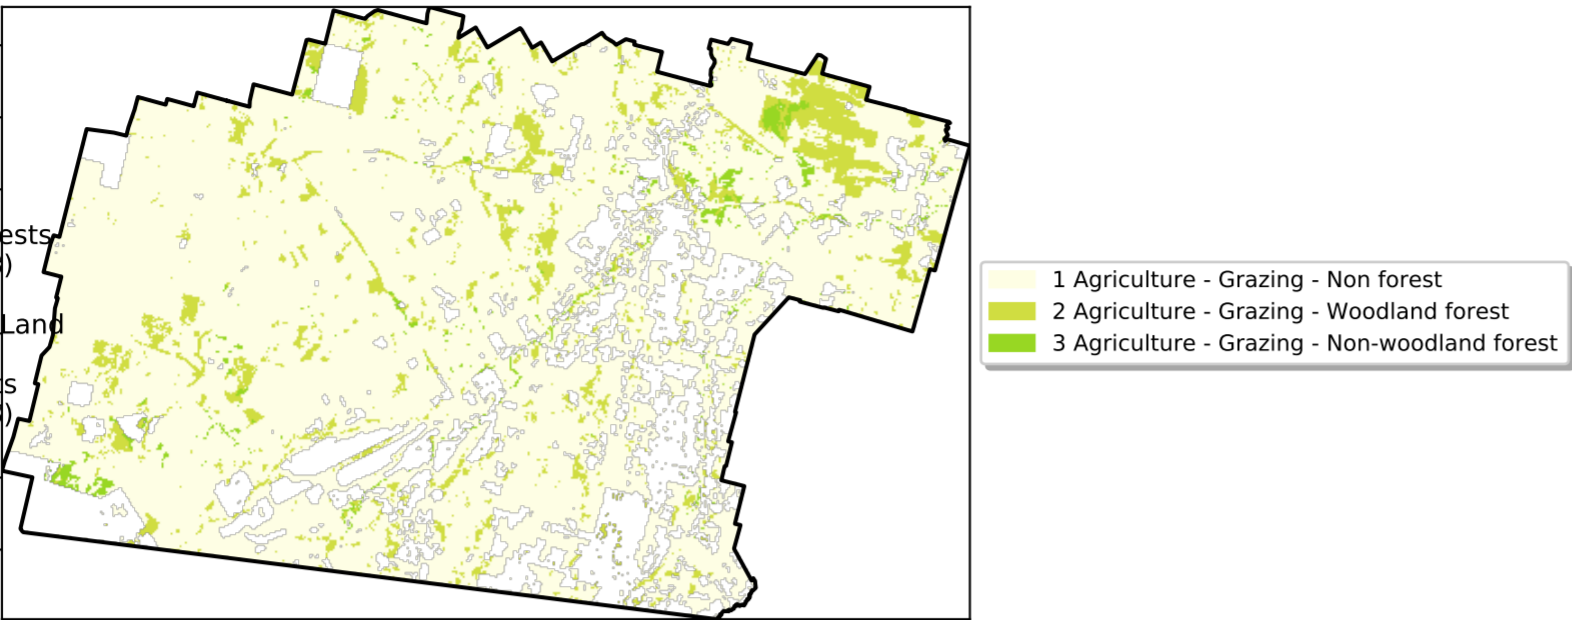 ests
)
Land
s
)
1 Agriculture - Grazing - Non forest
2 Agriculture - Grazing - Woodland forest
3 Agriculture - Grazing - Non-woodland forest